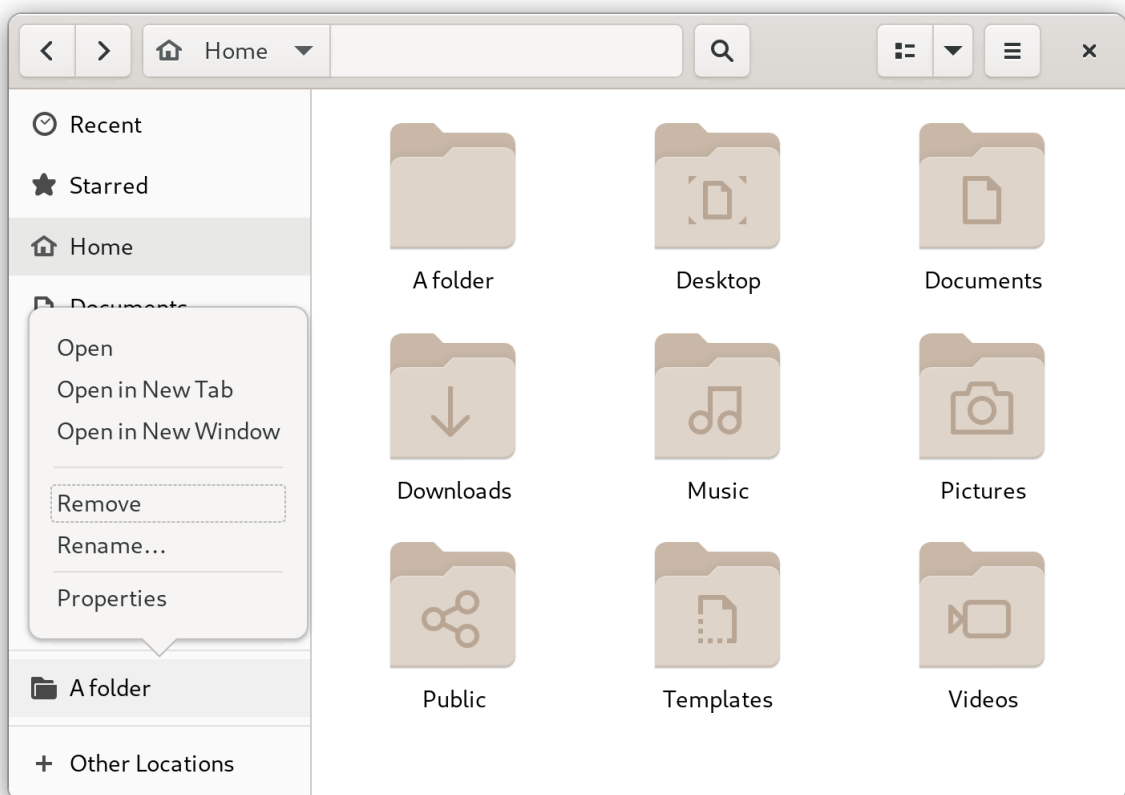 Home
Recent
Starred
Home
Documents
Open
Open in New Tab
Open in New Window
Remove
Rename…
Properties
A folder
Other Locations
A folder
Desktop
Documents
Downloads
Music
Pictures
Public
Templates
Videos